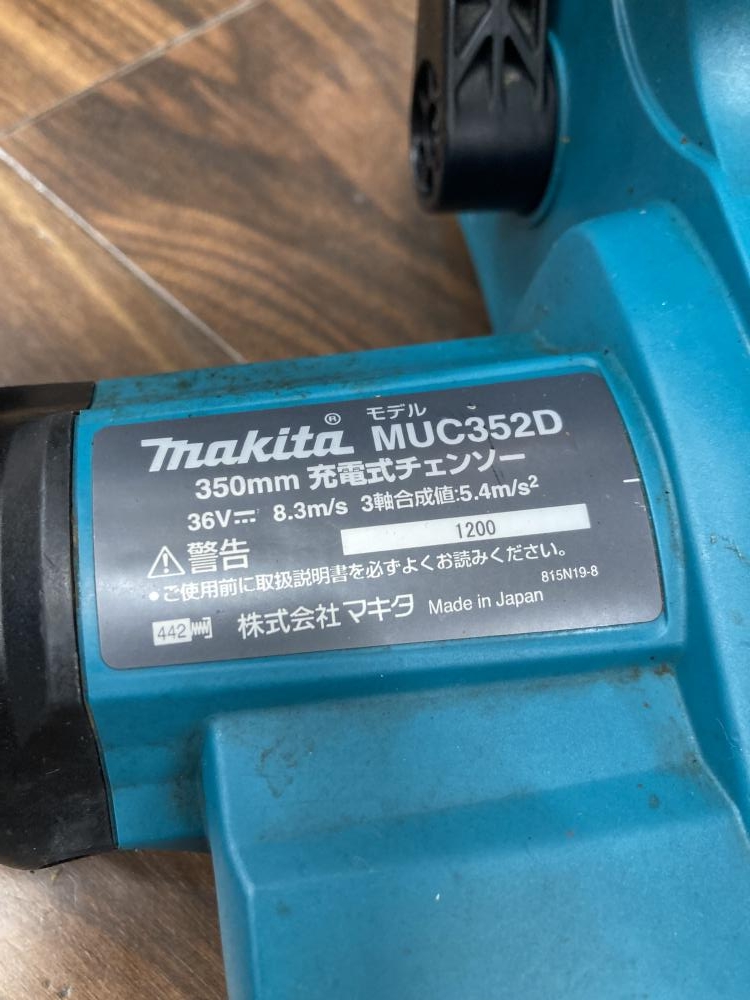 makita® モデル MUC352D
350mm 充電式チェンソー
36V⎓ 8.3m/s 3軸合成値:5.4m/s²
⚠警告 1200
●ご使用前に取扱説明書を必ずよくお読みください。
815N19-8
442 株式会社マキタ Made in Japan